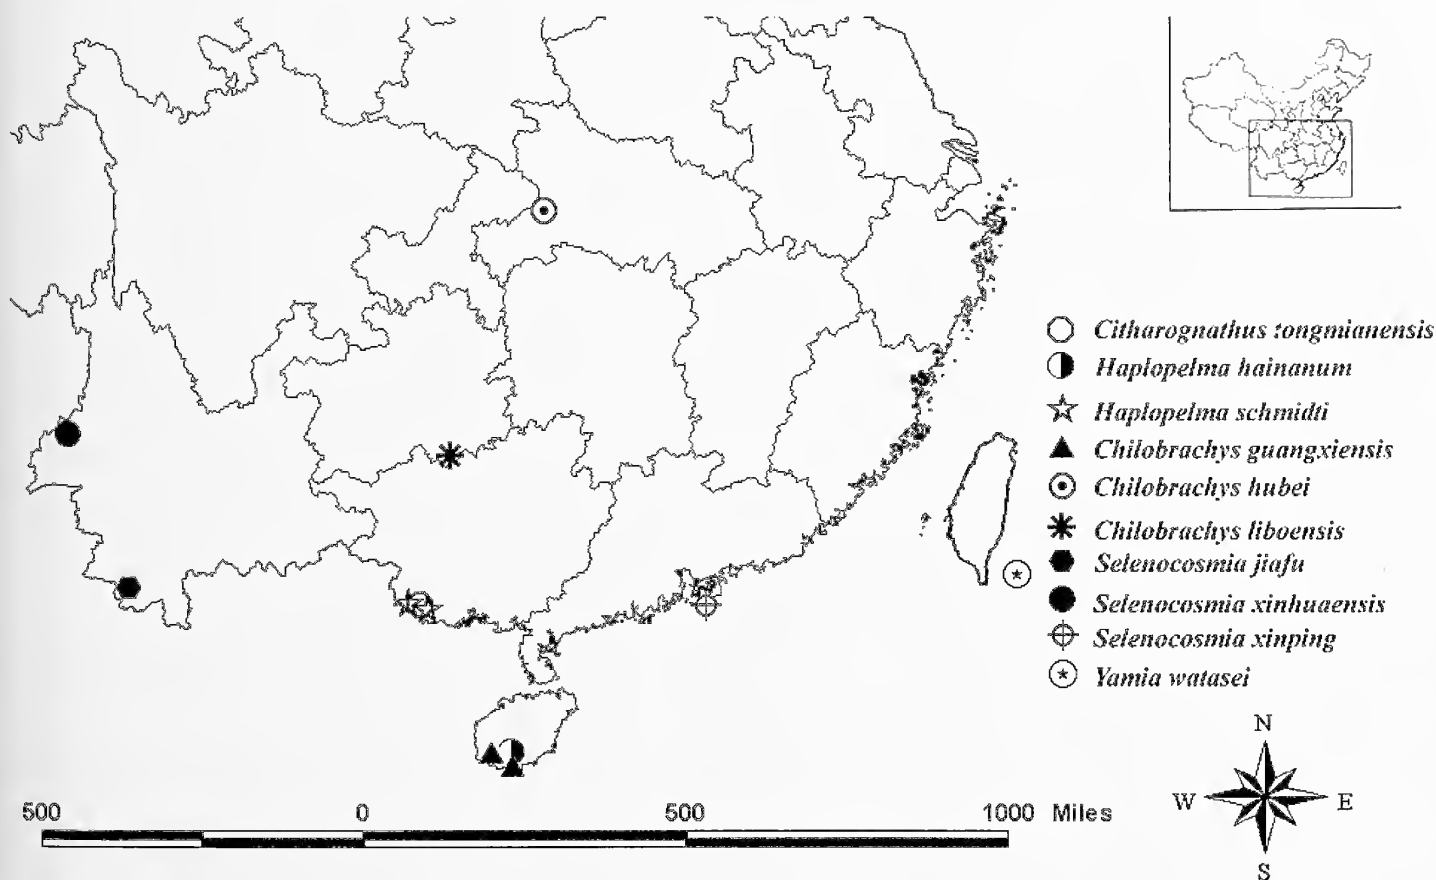 Citharognathus tongmianensis
Haplopelma hainanum
Haplopelma schmidti
Chilobrachys guangxiensis
Chilobrachys hubei
Chilobrachys liboensis
Selenocosmia jiafu
Selenocosmia xinhuaensis
Selenocosmia xinping
Yamia watasei
N
W E
S
500 0 500 1000 Miles